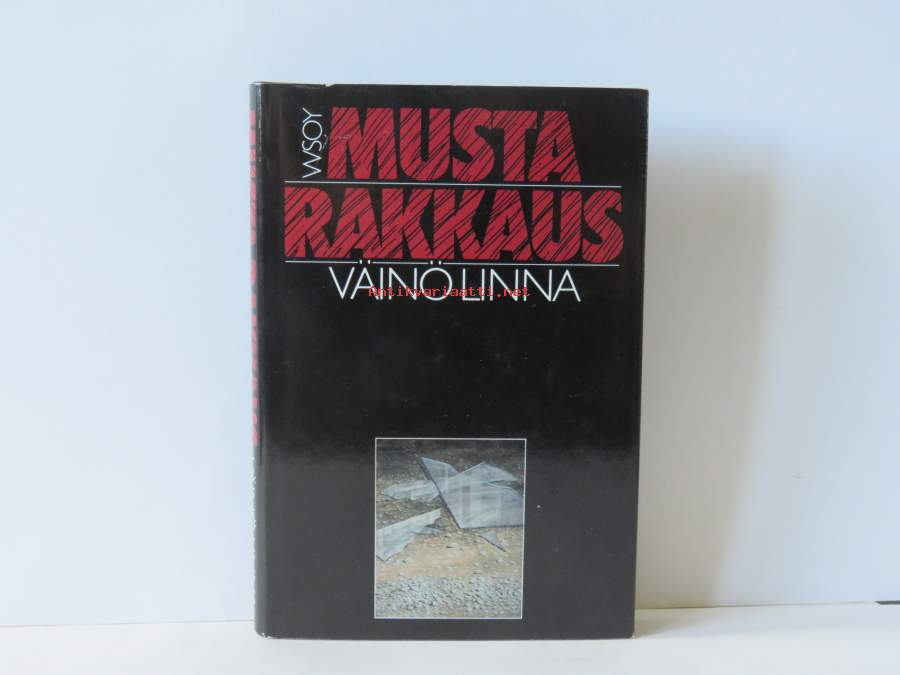 WSOY
MUSTA
RAKKAUS
VÄINÖ LINNA
Antikvariaatti.net